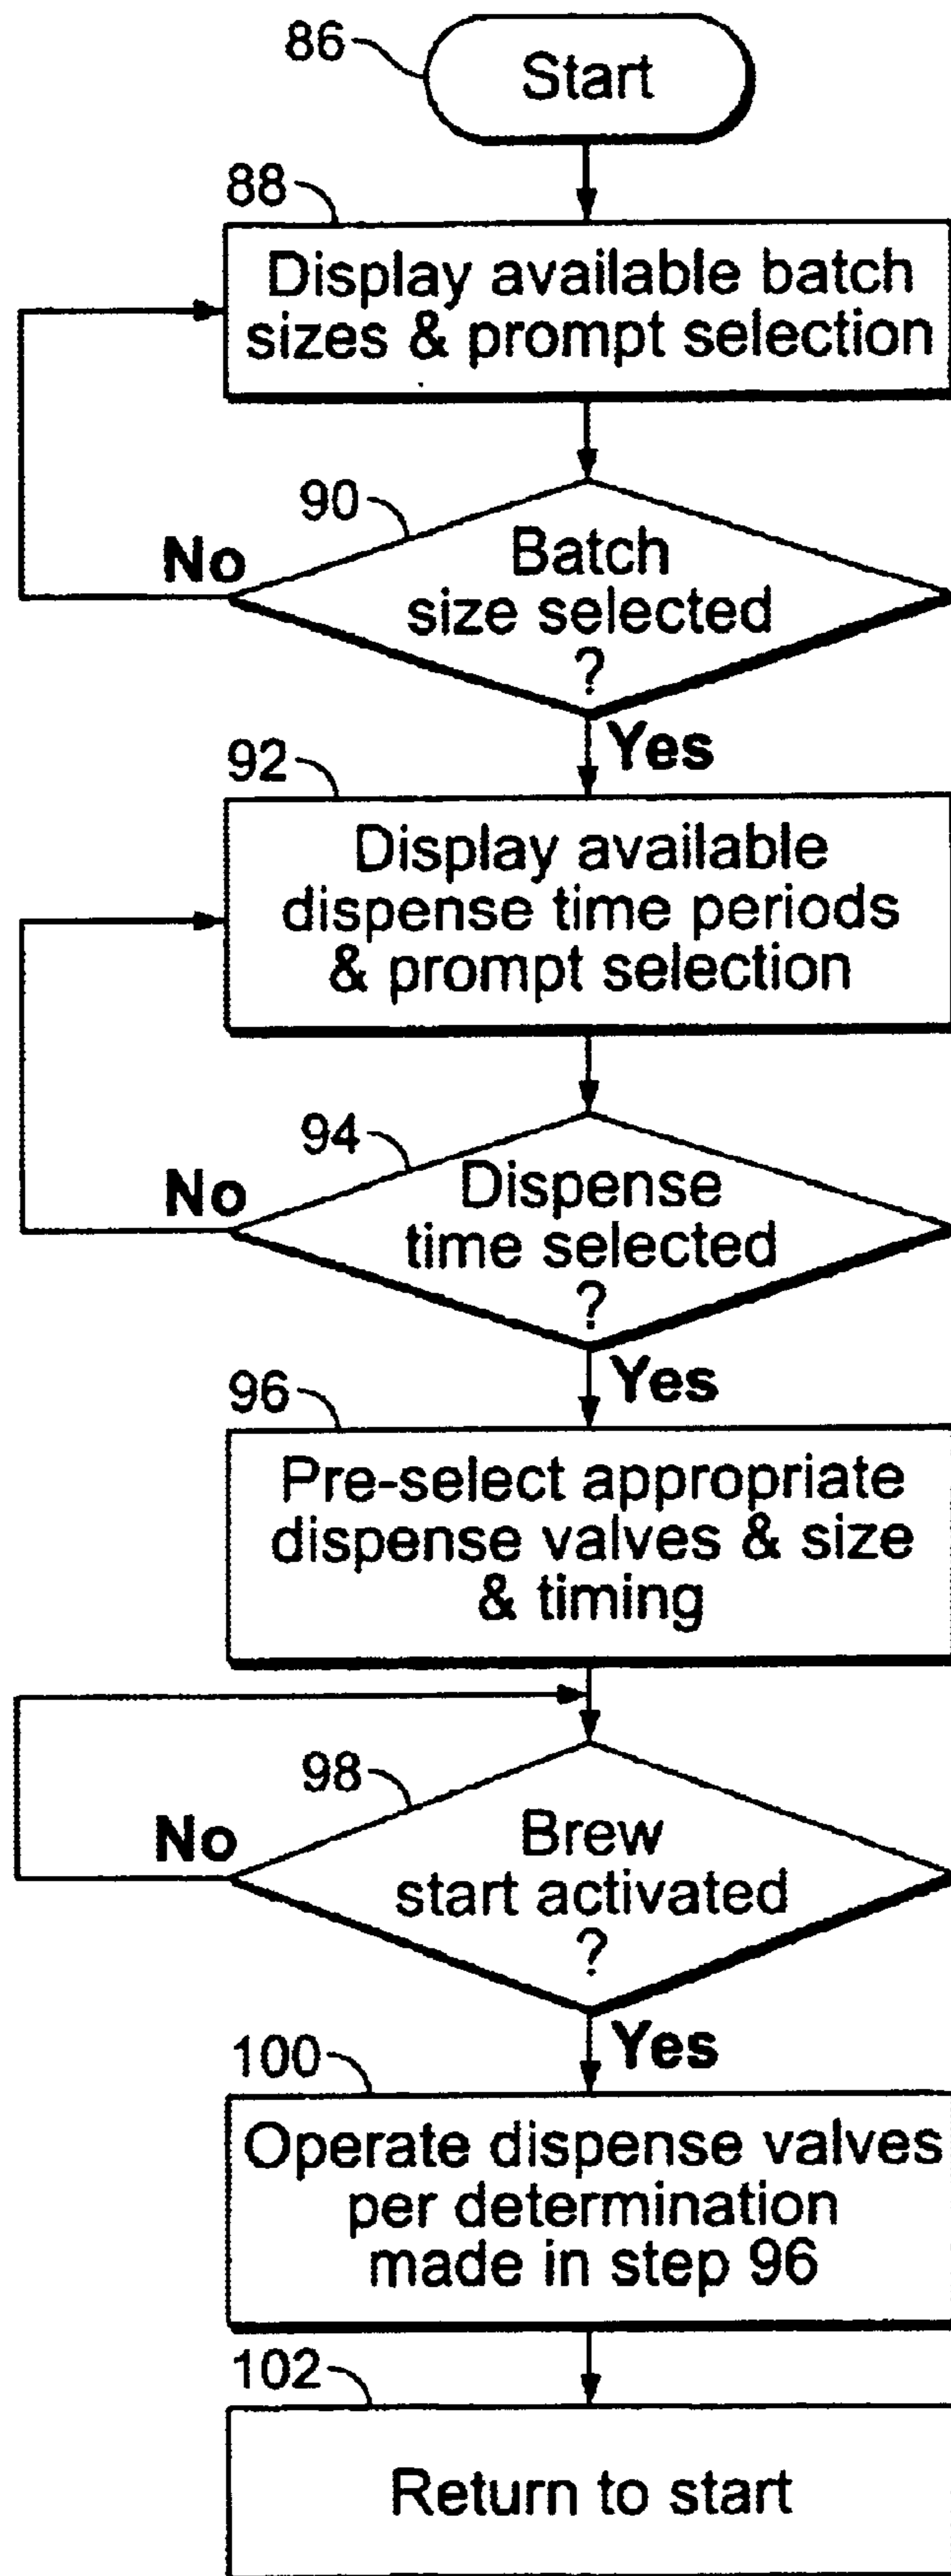 86
Start
88
Display available batch
sizes & prompt selection
90
No
Batch
size selected
?
Yes
92
Display available
dispense time periods
& prompt selection
94
No
Dispense
time selected
?
Yes
96
Pre-select appropriate
dispense valves & size
& timing
98
No
Brew
start activated
?
Yes
100
Operate dispense valves
per determination
made in step 96
102
Return to start